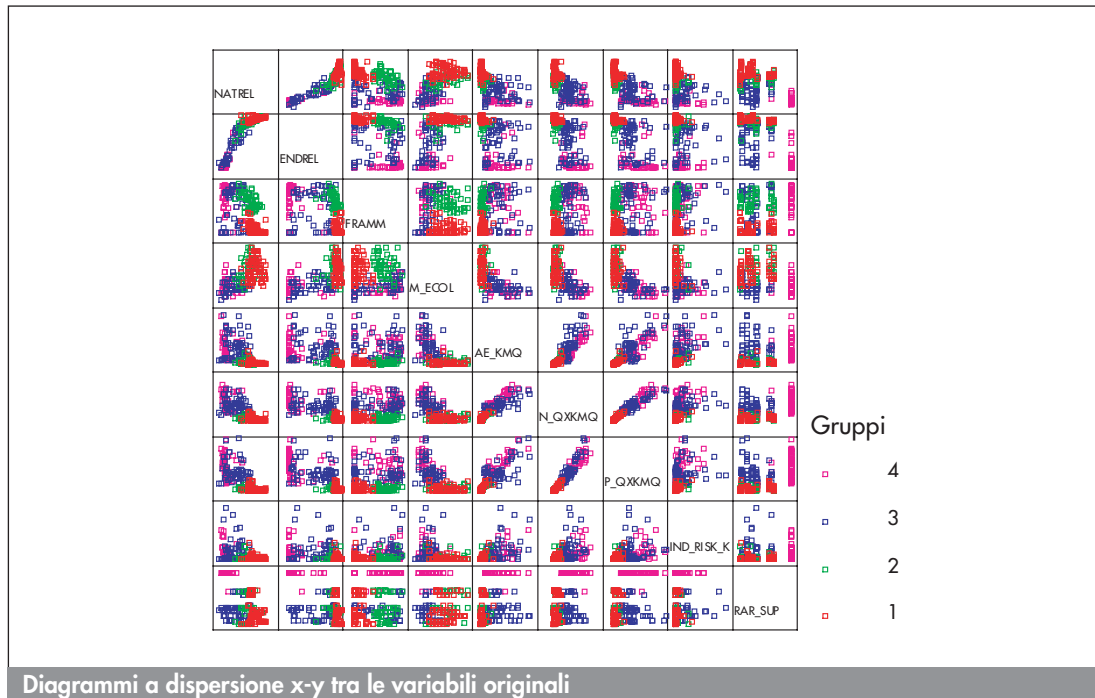 NATREL
ENDREL
FRAMM
M_ECOL
AE_KMQ
N_QXKMQ
P_QXKMQ
IND_RISK_K
RAR_SUP
Gruppi
4
3
2
1
Diagrammi a dispersione x-y tra le variabili originali